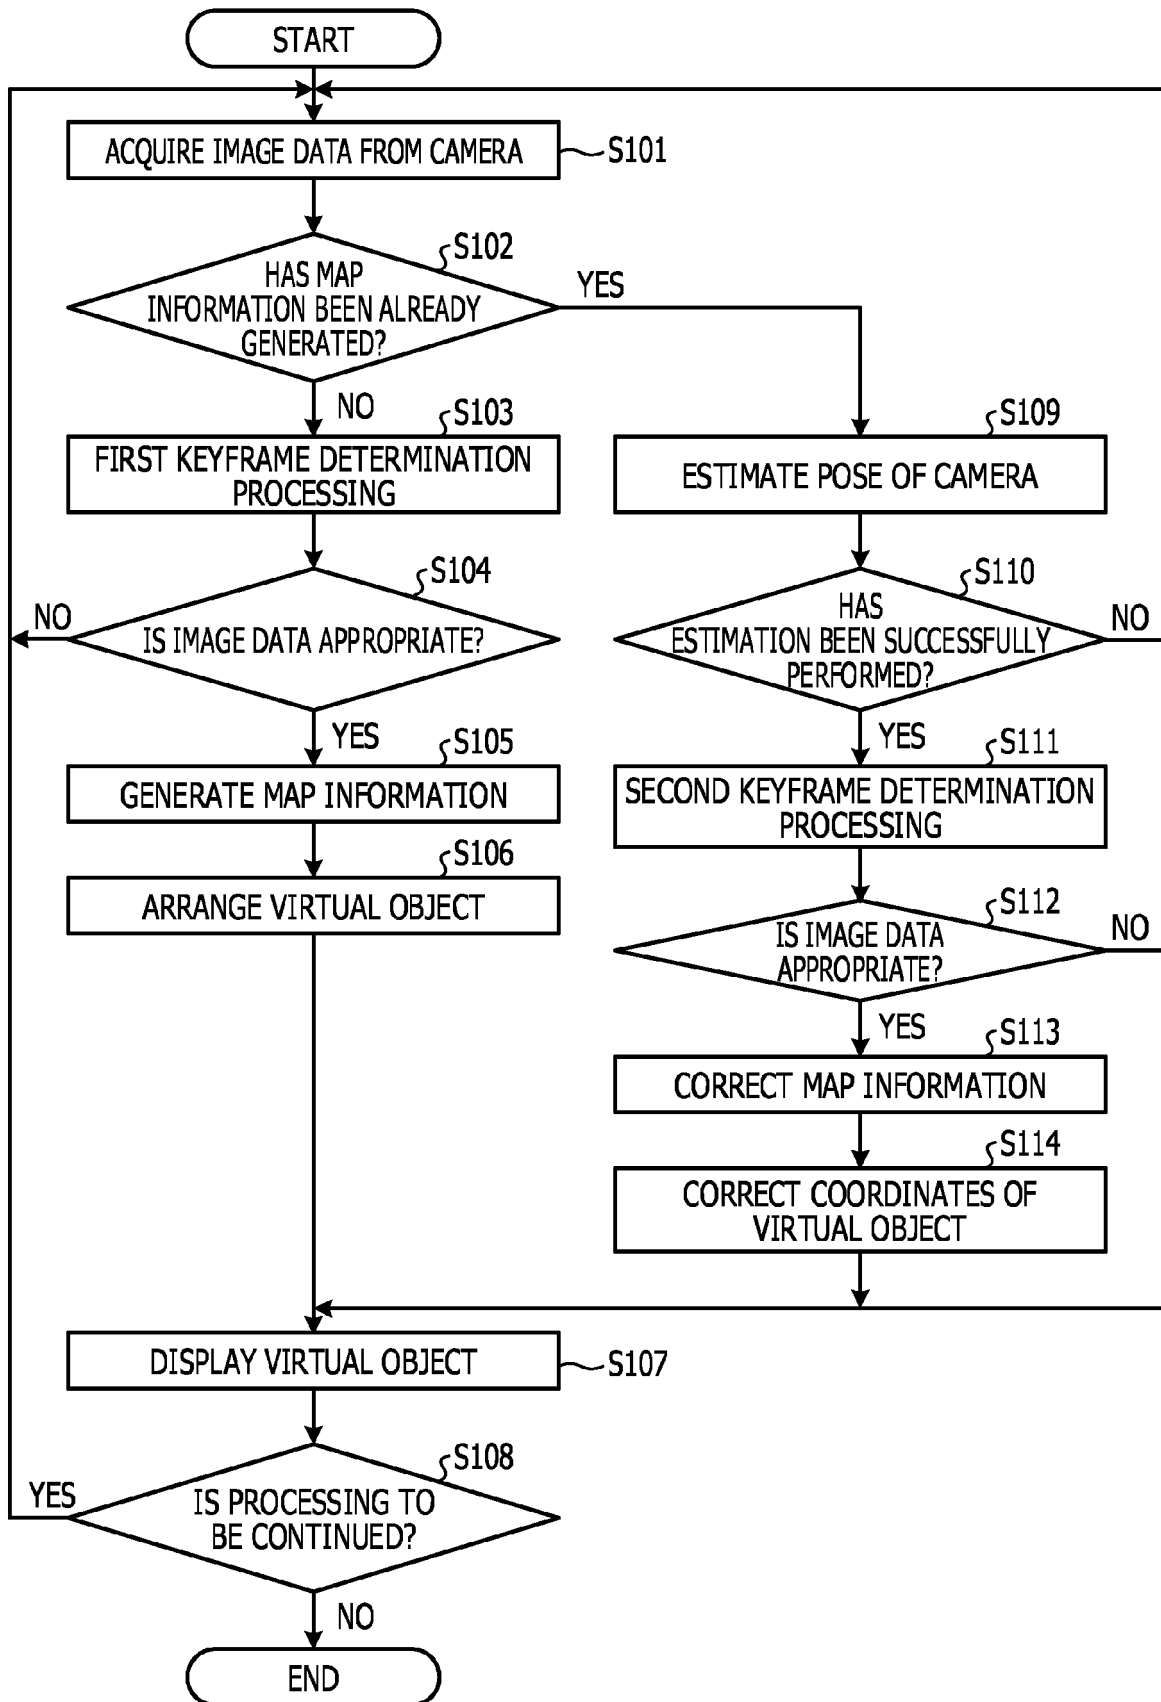 START
ACQUIRE IMAGE DATA FROM CAMERA
S101
S102
HAS MAP
INFORMATION BEEN ALREADY
GENERATED?
YES
NO
S103
FIRST KEYFRAME DETERMINATION
PROCESSING
S104
NO
IS IMAGE DATA APPROPRIATE?
YES
S105
GENERATE MAP INFORMATION
S106
ARRANGE VIRTUAL OBJECT
S109
ESTIMATE POSE OF CAMERA
S110
HAS
ESTIMATION BEEN SUCCESSFULLY
PERFORMED?
NO
YES
S111
SECOND KEYFRAME DETERMINATION
PROCESSING
S112
IS IMAGE DATA
APPROPRIATE?
NO
YES
S113
CORRECT MAP INFORMATION
S114
CORRECT COORDINATES OF
VIRTUAL OBJECT
DISPLAY VIRTUAL OBJECT
S107
S108
YES
IS PROCESSING TO
BE CONTINUED?
NO
END